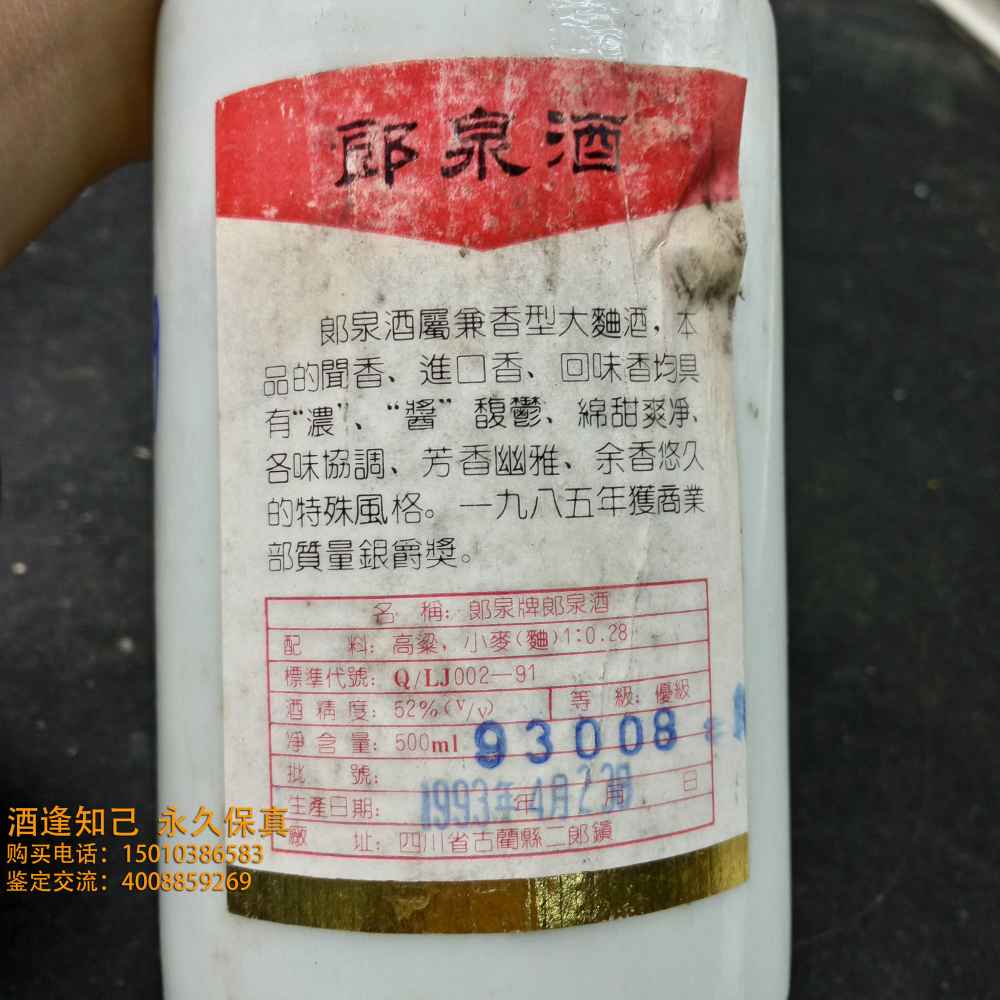 郎泉酒
郎泉酒屬兼香型大麯酒，本
品的聞香、進口香、回味香均具
有“濃”、“醬”馥鬱、綿甜爽凈、
各味協調、芳香幽雅、余香悠久
的特殊風格。一九八五年獲商業
部質量銀爵獎。
名稱：郎泉牌郎泉酒
配料：高粱，小麥(麯)1:0.28
標準代號：Q/LJ002—91
酒精度：52%(V/V) 等級：優級
凈含量：500ml
93008
批號：
生產日期： 年 月 日
1993年4月2
廠址：四川省古藺縣二郎鎮
酒逢知己 永久保真
购买电话：15010386583
鉴定交流：4008859269